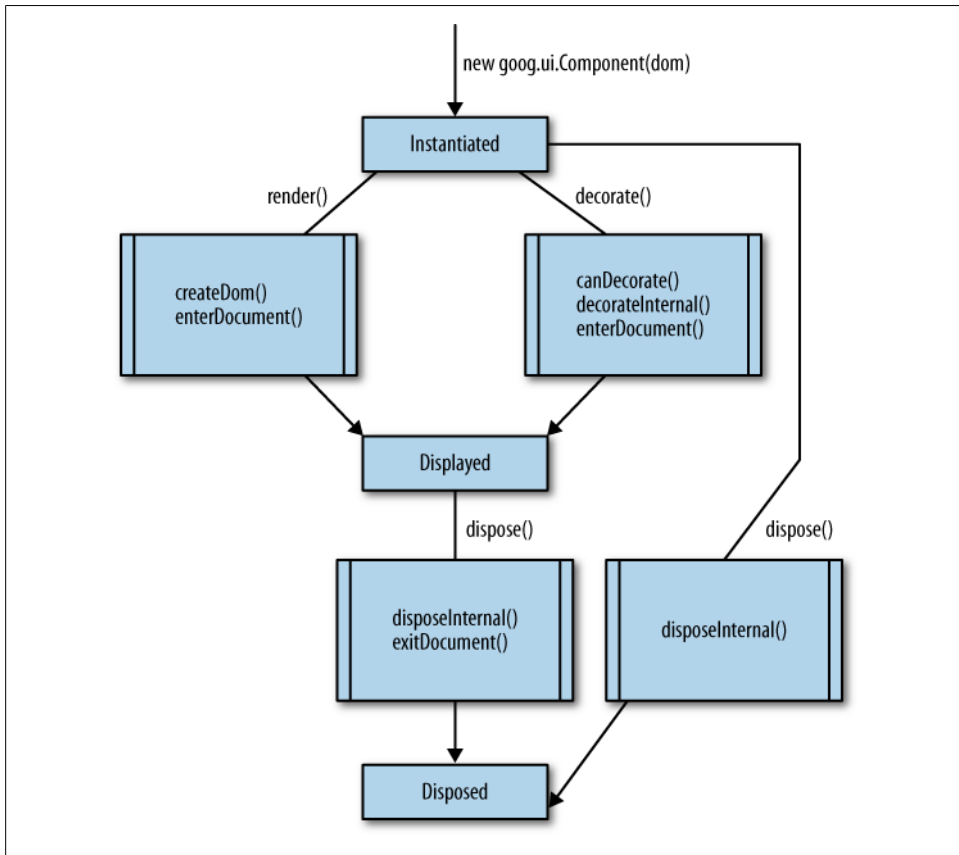 new goog.ui.Component(dom)
Instantiated
render()
decorate()
createDom()
enterDocument()
canDecorate()
decorateInternal()
enterDocument()
Displayed
dispose()
dispose()
disposeInternal()
exitDocument()
disposeInternal()
Disposed